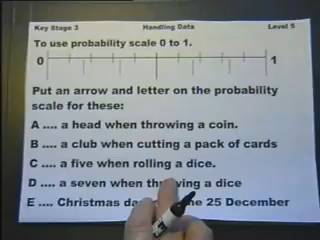 Key Stage 3 Handling Data Level 5
To use probability scale 0 to 1.
0 1
Put an arrow and letter on the probability
scale for these:
A .... a head when throwing a coin.
B .... a club when cutting a pack of cards
C .... a five when rolling a dice.
D .... a seven when throwing a dice
E .... Christmas 25 December